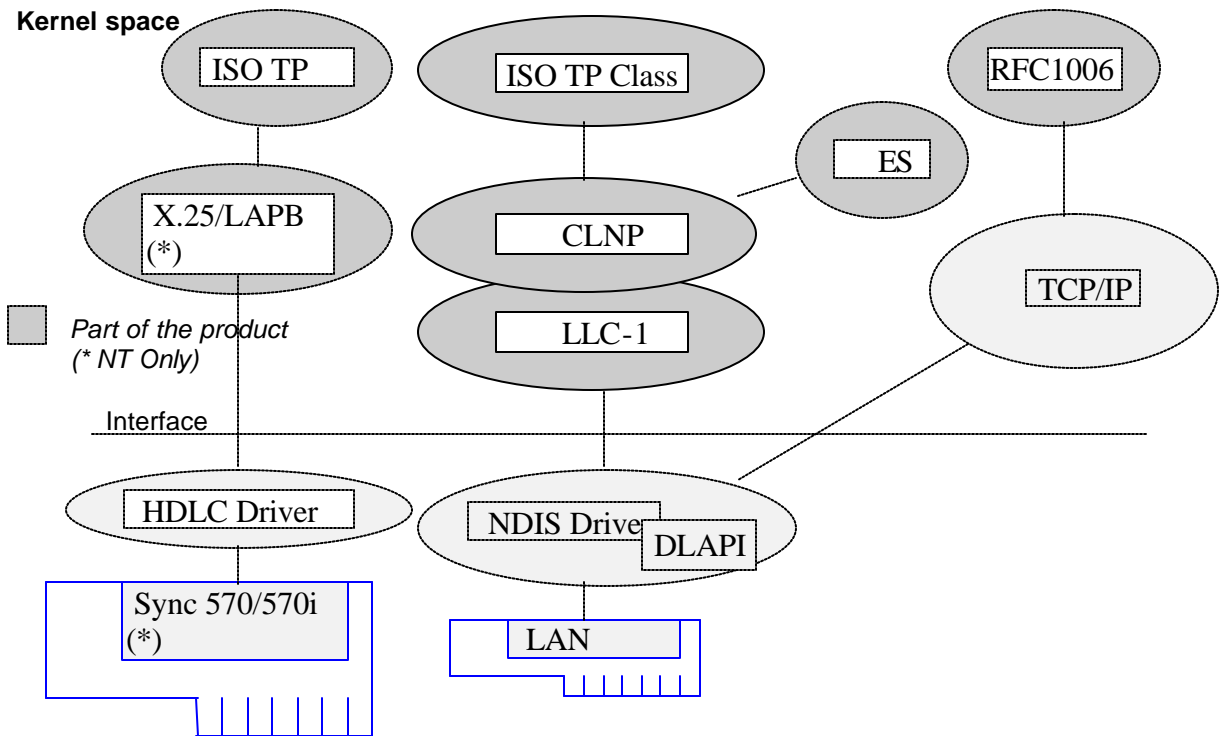 Kernel space
ISO TP
ISO TP Class
RFC1006
ES
X.25/LAPB
(*)
CLNP
TCP/IP
Part of the product
(* NT Only)
LLC-1
Interface
HDLC Driver
NDIS Drive
DLAPI
Sync 570/570i
(*)
LAN